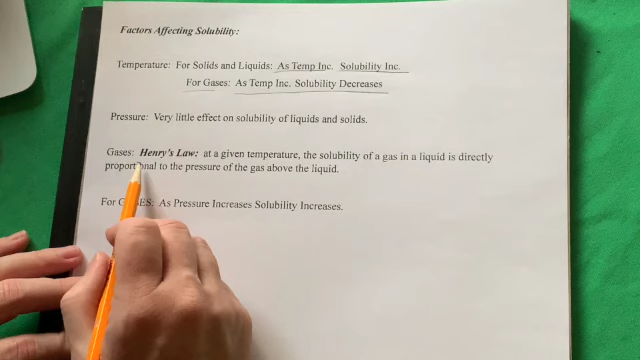 Factors Affecting Solubility:
Temperature: For Solids and Liquids: As Temp Inc. Solubility Inc.
For Gases: As Temp Inc. Solubility Decreases
Pressure: Very little effect on solubility of liquids and solids.
Gases: Henry's Law: at a given temperature, the solubility of a gas in a liquid is directly
proportional to the pressure of the gas above the liquid.
For GASES: As Pressure Increases Solubility Increases.